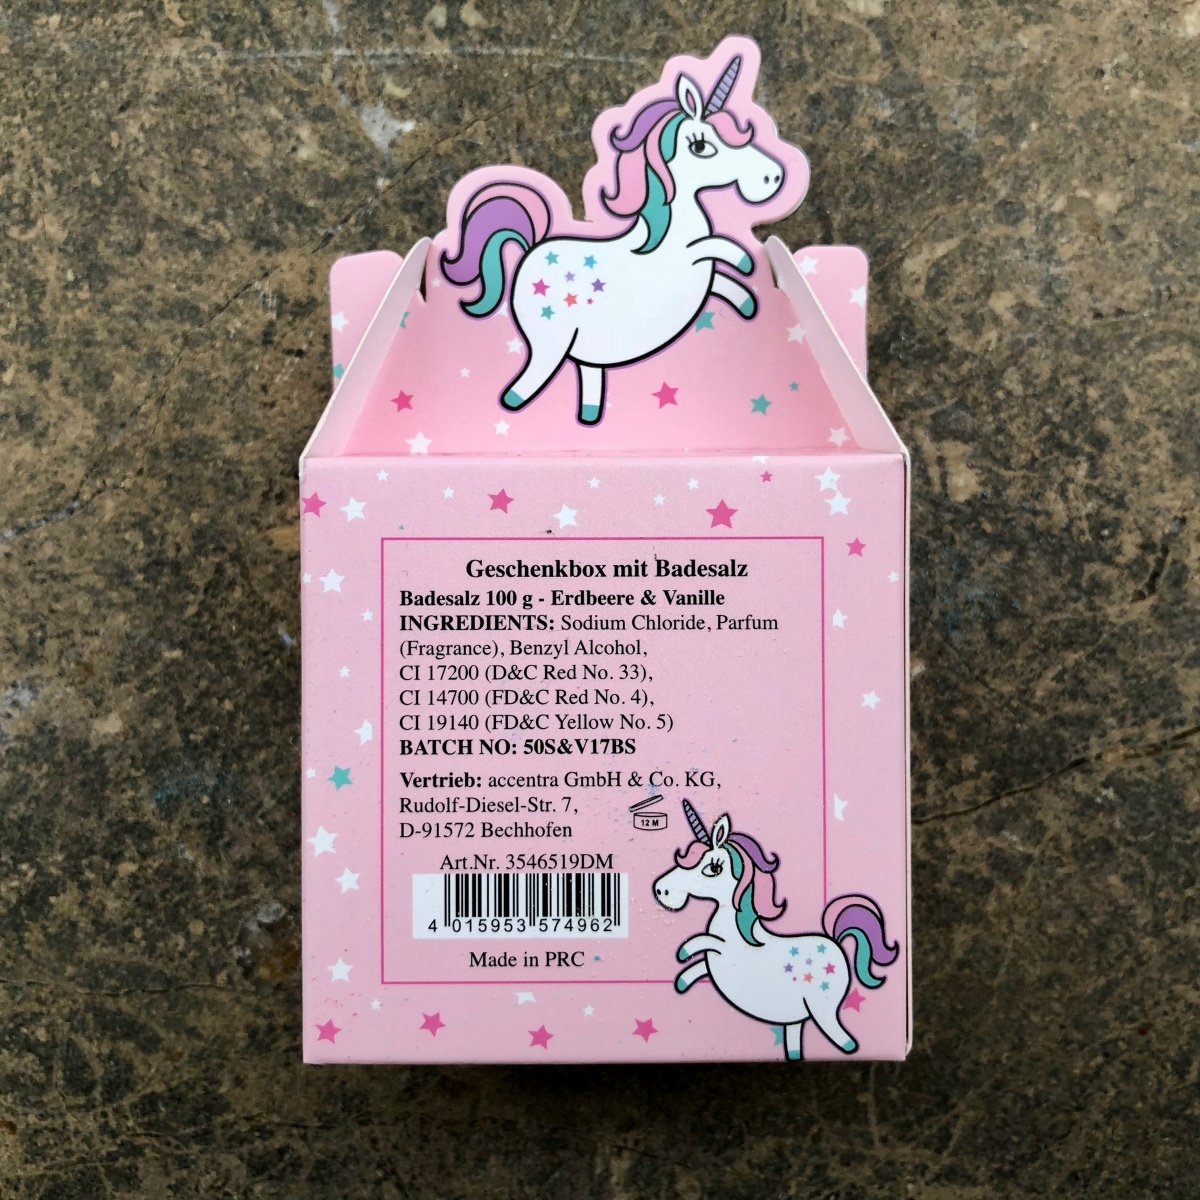 Geschenkbox mit Badesalz
Badesalz 100 g - Erdbeere & Vanille
INGREDIENTS: Sodium Chloride, Parfum
(Fragrance), Benzyl Alcohol,
CI 17200 (D&C Red No. 33),
CI 14700 (FD&C Red No. 4),
CI 19140 (FD&C Yellow No. 5)
BATCH NO: 50S&V17BS
Vertrieb: accentra GmbH & Co. KG,
Rudolf-Diesel-Str. 7,
D-91572 Bechhofen
12 M
Art.Nr. 3546519DM
4 015953 574962
Made in PRC